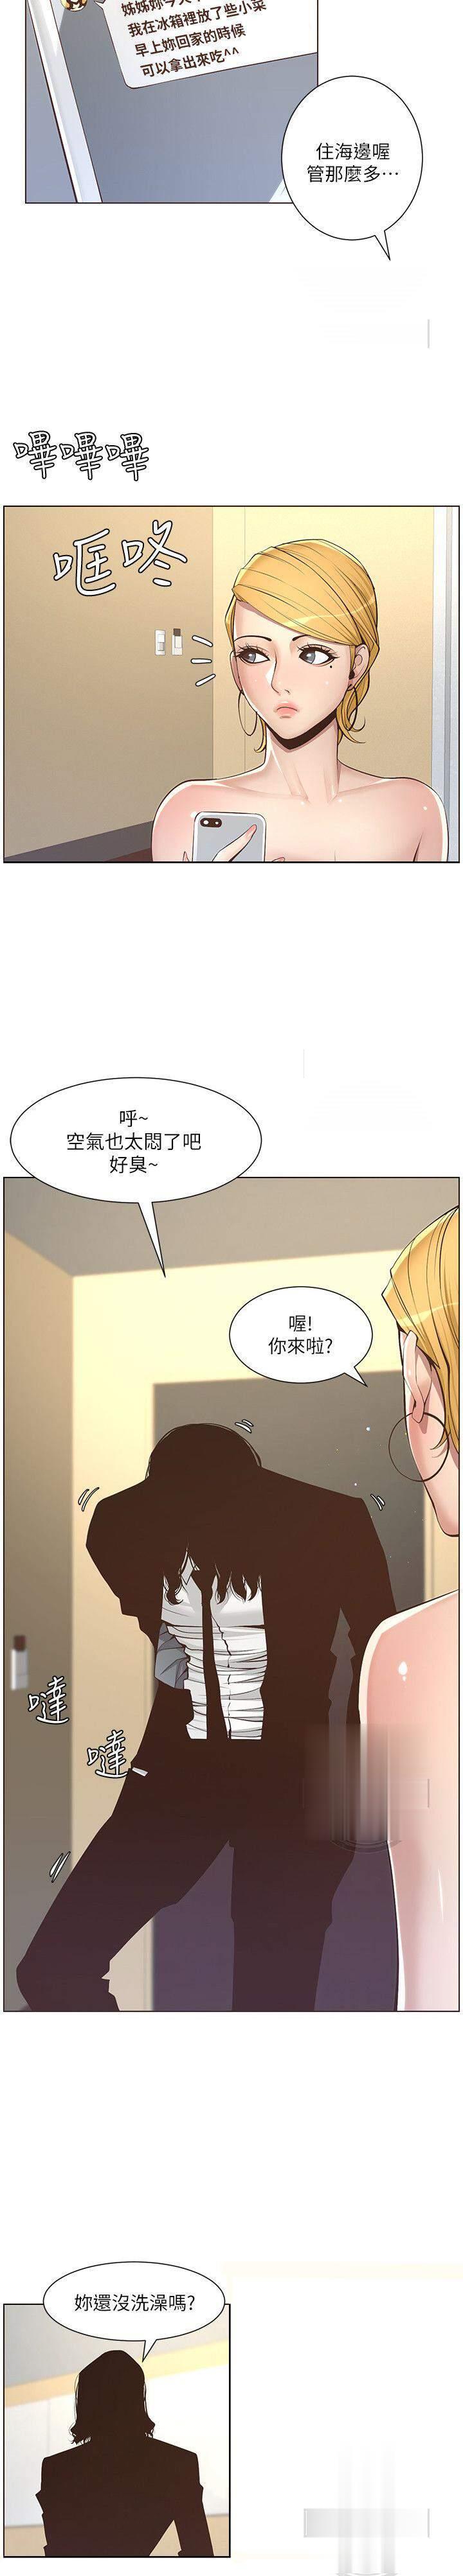 姊姊妳今天
我在冰箱裡放了些小菜
早上妳回家的時候
可以拿出來吃^^
住海邊喔
管那麼多…
嗶嗶嗶
哐咚
呼~
空氣也太悶了吧
好臭~
喔!
你來啦?
噠
噠
妳還沒洗澡嗎?